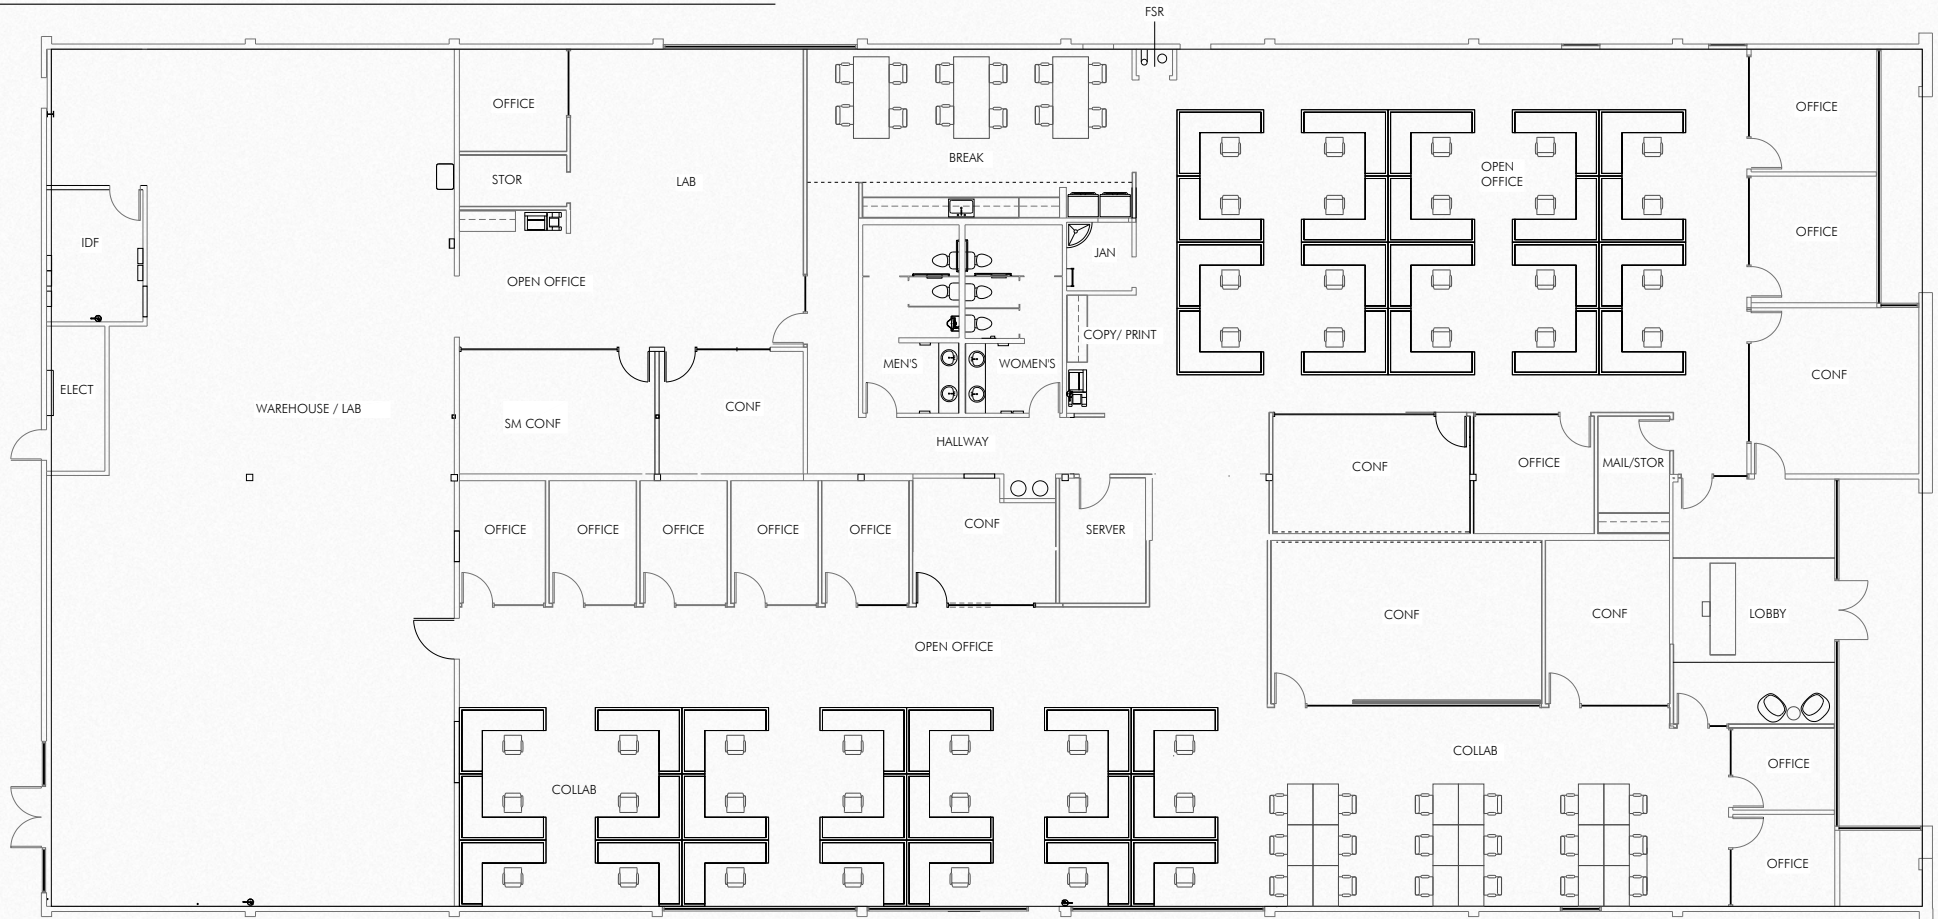 FSR
OFFICE
OFFICE
BREAK
OPEN
OFFICE
STOR
LAB
OFFICE
IDF
JAN
OPEN OFFICE
COPY/ PRINT
MEN'S
WOMEN'S
CONF
ELECT
WAREHOUSE / LAB
CONF
SM CONF
HALLWAY
CONF
OFFICE
MAIL/STOR
OFFICE
OFFICE
OFFICE
OFFICE
OFFICE
CONF
SERVER
CONF
CONF
LOBBY
OPEN OFFICE
COLLAB
OFFICE
COLLAB
OFFICE